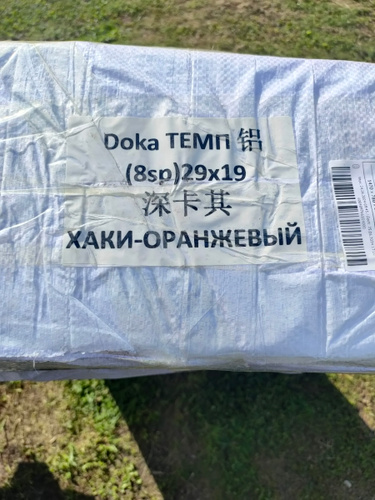 Doka ТЕМП 铝
(8sp)29x19
深卡其
ХАКИ-ОРАНЖЕВЫЙ